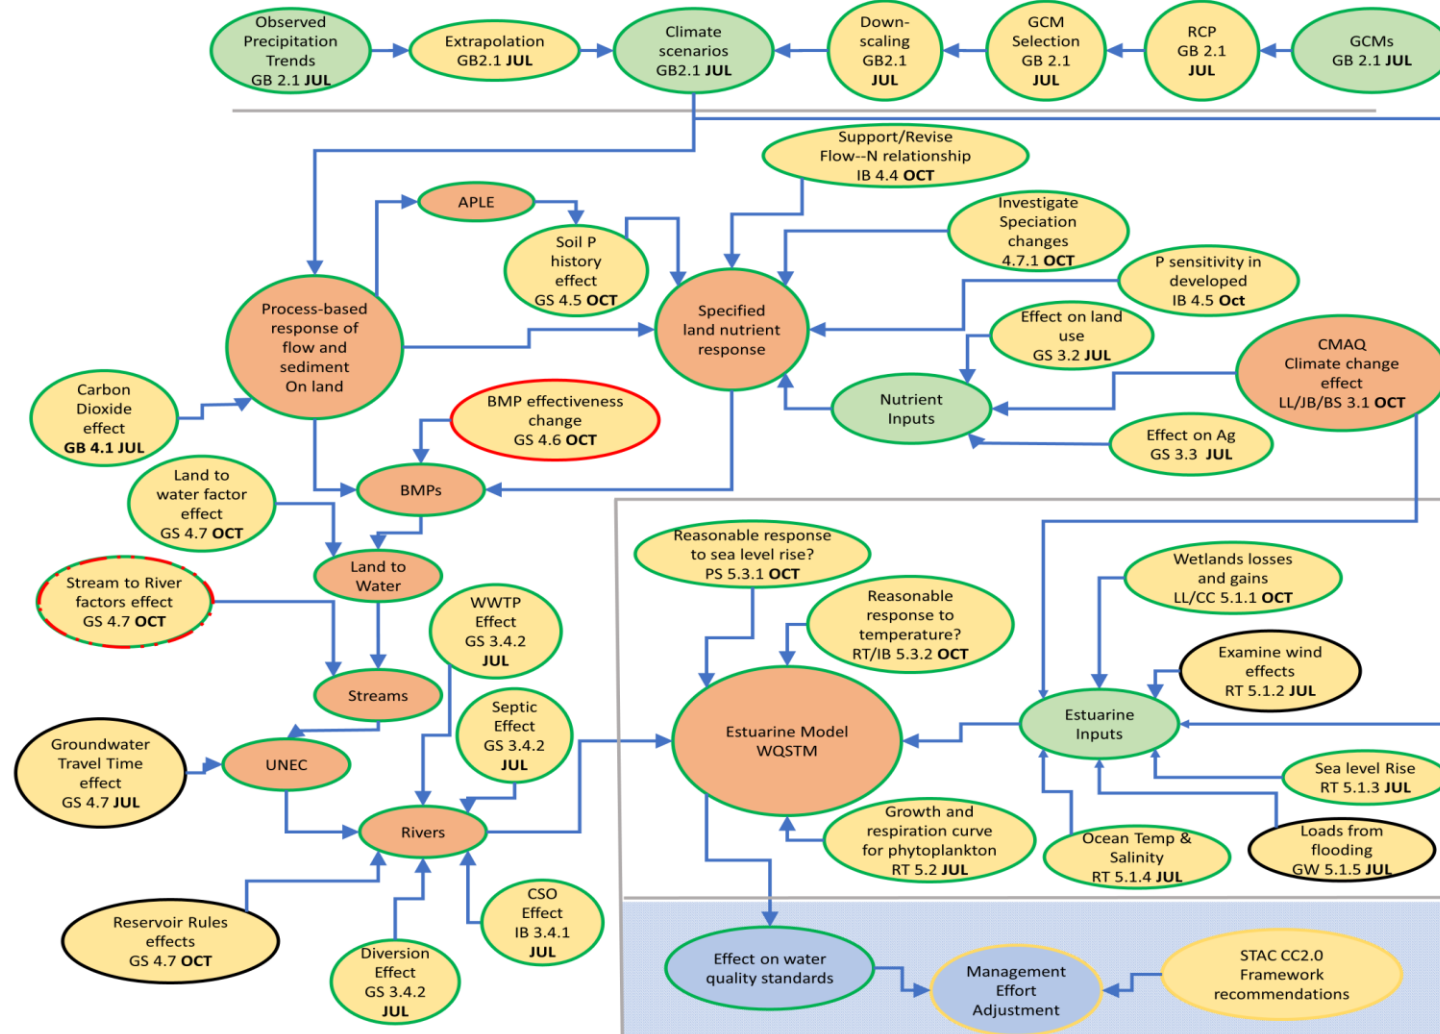 Observed
Precipitation
Trends
GB 2.1 JUL
Extrapolation
GB2.1 JUL
Climate
scenarios
GB2.1 JUL
Down-
scaling
GB2.1
JUL
GCM
Selection
GB 2.1
JUL
RCP
GB 2.1
JUL
GCMs
GB 2.1 JUL
Support/Revise
Flow--N relationship
IB 4.4 OCT
APLE
Investigate
Speciation
changes
4.7.1 OCT
Soil P
history
effect
GS 4.5 OCT
P sensitivity in
developed
IB 4.5 Oct
Process-based
response of
flow and
sediment
On land
Specified
land nutrient
response
Effect on land
use
GS 3.2 JUL
CMAQ
Climate change
effect
LL/JB/BS 3.1 OCT
Carbon
Dioxide
effect
GB 4.1 JUL
BMP effectiveness
change
GS 4.6 OCT
Nutrient
Inputs
Effect on Ag
GS 3.3 JUL
Land to
water factor
effect
GS 4.7 OCT
BMPs
Reasonable response
to sea level rise?
PS 5.3.1 OCT
Wetlands losses
and gains
LL/CC 5.1.1 OCT
Land to
Water
Stream to River
factors effect
GS 4.7 OCT
WWTP
Effect
GS 3.4.2
JUL
Reasonable
response to
temperature?
RT/IB 5.3.2 OCT
Examine wind
effects
RT 5.1.2 JUL
Streams
Septic
Effect
GS 3.4.2
JUL
Estuarine Model
WQSTM
Estuarine
Inputs
Groundwater
Travel Time
effect
GS 4.7 JUL
UNEC
Sea level Rise
RT 5.1.3 JUL
Rivers
Growth and
respiration curve
for phytoplankton
RT 5.2 JUL
Ocean Temp &
Salinity
RT 5.1.4 JUL
Loads from
flooding
GW 5.1.5 JUL
Reservoir Rules
effects
GS 4.7 OCT
CSO
Effect
IB 3.4.1
JUL
Diversion
Effect
GS 3.4.2
JUL
Effect on water
quality standards
Management
Effort
Adjustment
STAC CC2.0
Framework
recommendations